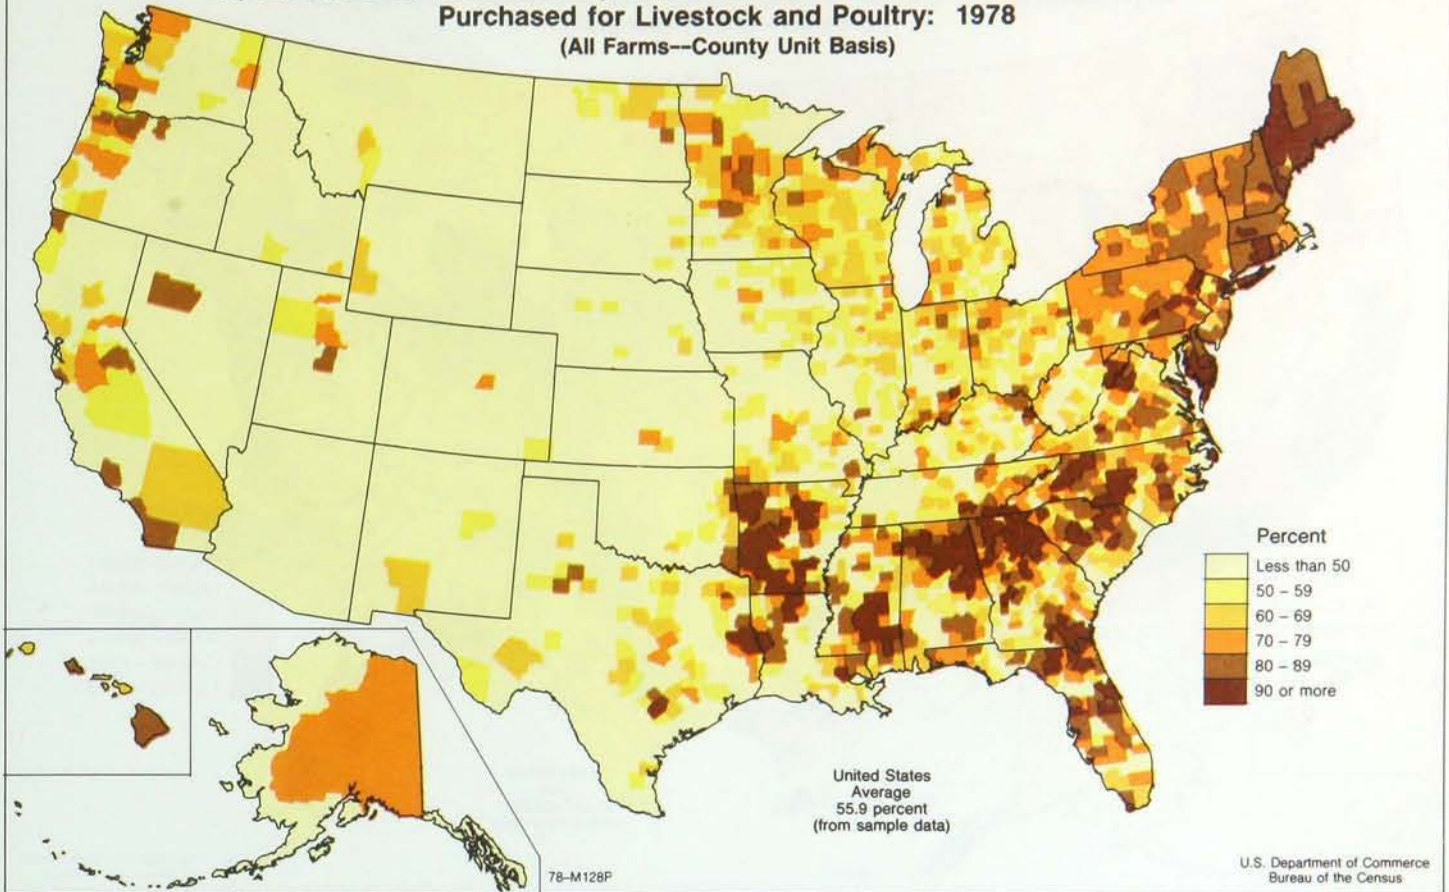 Purchased for Livestock and Poultry: 1978
(All Farms--County Unit Basis)
Percent
Less than 50
50 – 59
60 – 69
70 – 79
80 – 89
90 or more
United States
Average
55.9 percent
(from sample data)
78–M128P
U.S. Department of Commerce
Bureau of the Census